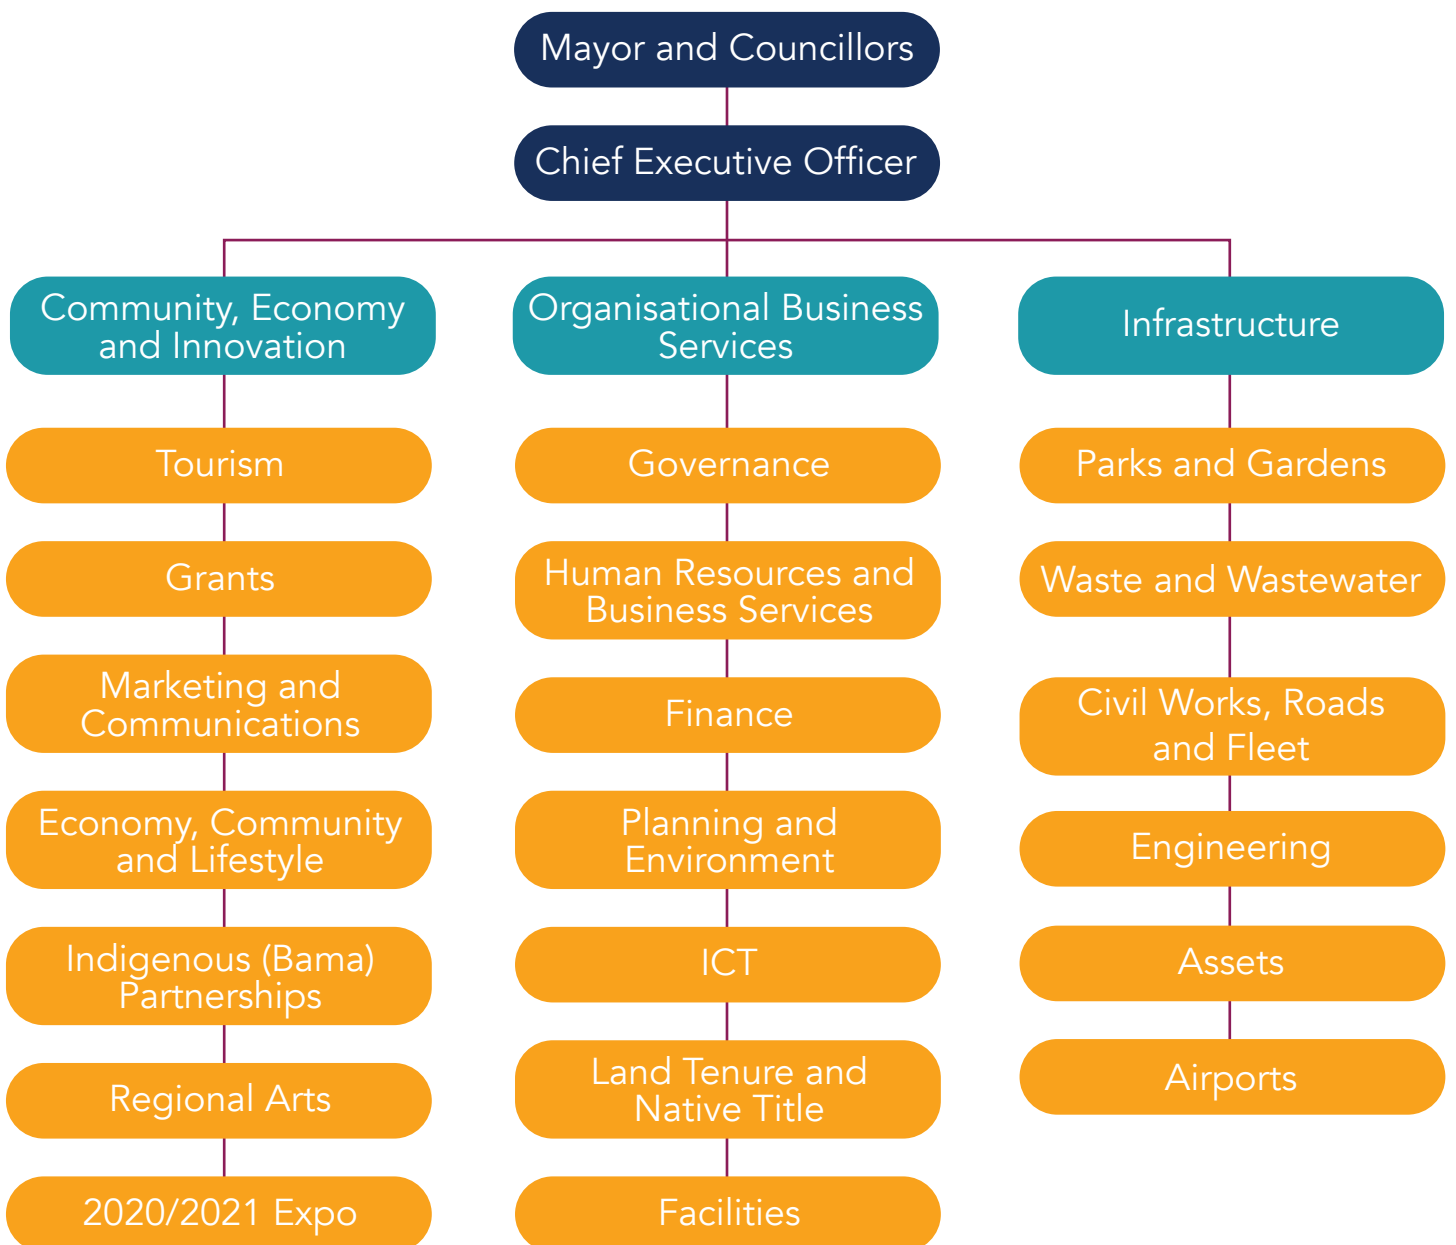 Mayor and Councillors
Chief Executive Officer
Community, Economy
and Innovation
Tourism
Grants
Marketing and
Communications
Economy, Community
and Lifestyle
Indigenous (Bama)
Partnerships
Regional Arts
2020/2021 Expo
Organisational Business
Services
Governance
Human Resources and
Business Services
Finance
Planning and
Environment
ICT
Land Tenure and
Native Title
Facilities
Infrastructure
Parks and Gardens
Waste and Wastewater
Civil Works, Roads
and Fleet
Engineering
Assets
Airports